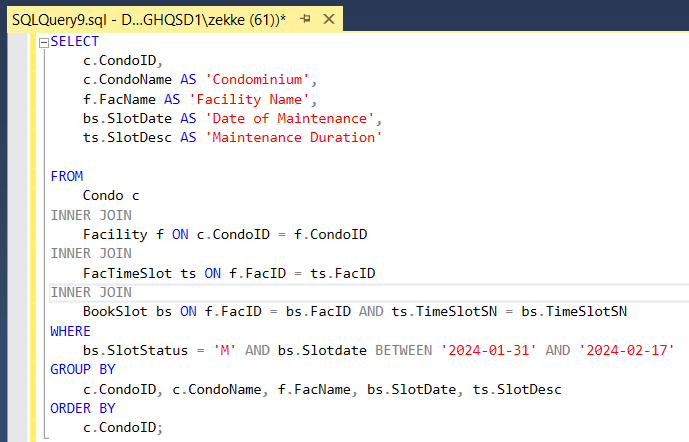 SQLQuery9.sql - D...GHQSD1\zekke (61))*
SELECT
c.CondoID,
c.CondoName AS 'Condominium',
f.FacName AS 'Facility Name',
bs.SlotDate AS 'Date of Maintenance',
ts.SlotDesc AS 'Maintenance Duration'
FROM
Condo c
INNER JOIN
Facility f ON c.CondoID = f.CondoID
INNER JOIN
FacTimeSlot ts ON f.FacID = ts.FacID
INNER JOIN
BookSlot bs ON f.FacID = bs.FacID AND ts.TimeSlotSN = bs.TimeSlotSN
WHERE
bs.SlotStatus = 'M' AND bs.Slotdate BETWEEN '2024-01-31' AND '2024-02-17'
GROUP BY
c.CondoID, c.CondoName, f.FacName, bs.SlotDate, ts.SlotDesc
ORDER BY
c.CondoID;